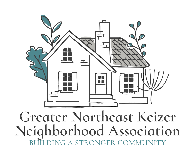 Greater Northeast Keizer
Neighborhood Association
BUILDING A STRONGER COMMUNITY